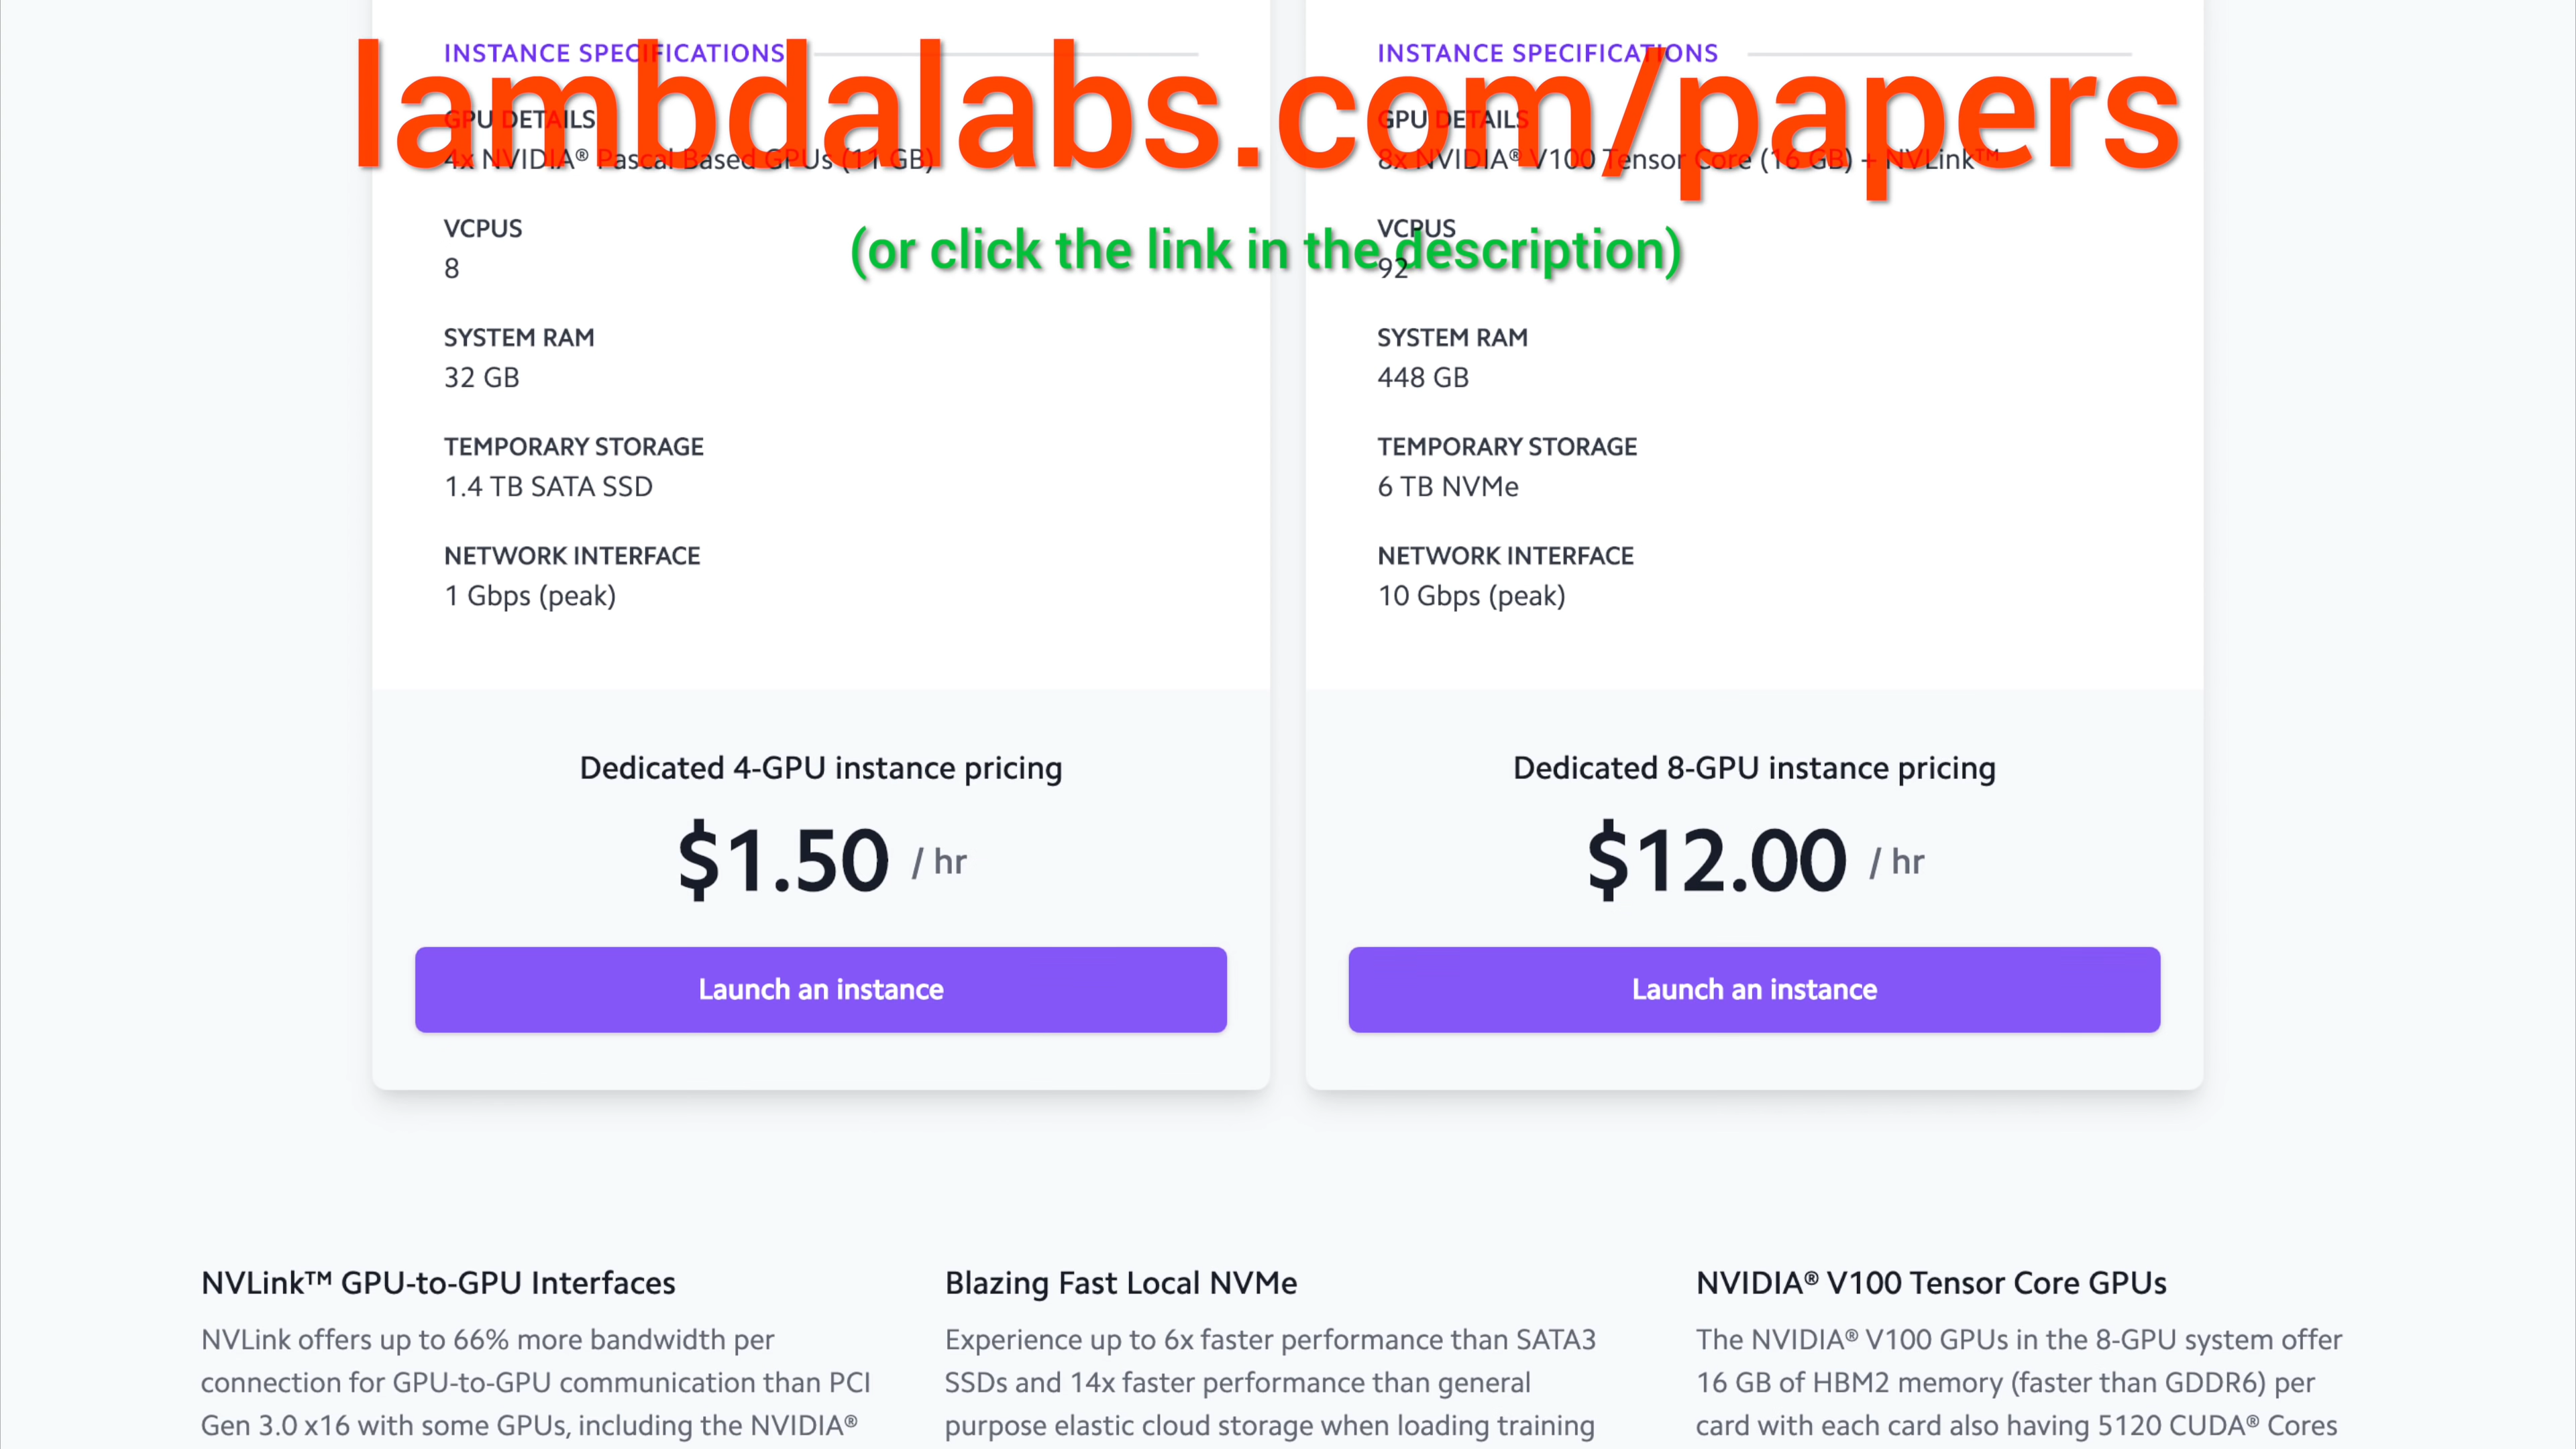 lambdalabs.com/papers
(or click the link in the description)
INSTANCE SPECIFICATIONS
GPU DETAILS
4x NVIDIA® Pascal Based GPUs (11 GB)
VCPUS
8
SYSTEM RAM
32 GB
TEMPORARY STORAGE
1.4 TB SATA SSD
NETWORK INTERFACE
1 Gbps (peak)
Dedicated 4-GPU instance pricing
$1.50 / hr
Launch an instance
INSTANCE SPECIFICATIONS
GPU DETAILS
8x NVIDIA® V100 Tensor Core (16 GB) – NVLink™
VCPUS
92
SYSTEM RAM
448 GB
TEMPORARY STORAGE
6 TB NVMe
NETWORK INTERFACE
10 Gbps (peak)
Dedicated 8-GPU instance pricing
$12.00 / hr
Launch an instance
NVLink™ GPU-to-GPU Interfaces
NVLink offers up to 66% more bandwidth per
connection for GPU-to-GPU communication than PCI
Gen 3.0 x16 with some GPUs, including the NVIDIA®
Blazing Fast Local NVMe
Experience up to 6x faster performance than SATA3
SSDs and 14x faster performance than general
purpose elastic cloud storage when loading training
NVIDIA® V100 Tensor Core GPUs
The NVIDIA® V100 GPUs in the 8-GPU system offer
16 GB of HBM2 memory (faster than GDDR6) per
card with each card also having 5120 CUDA® Cores